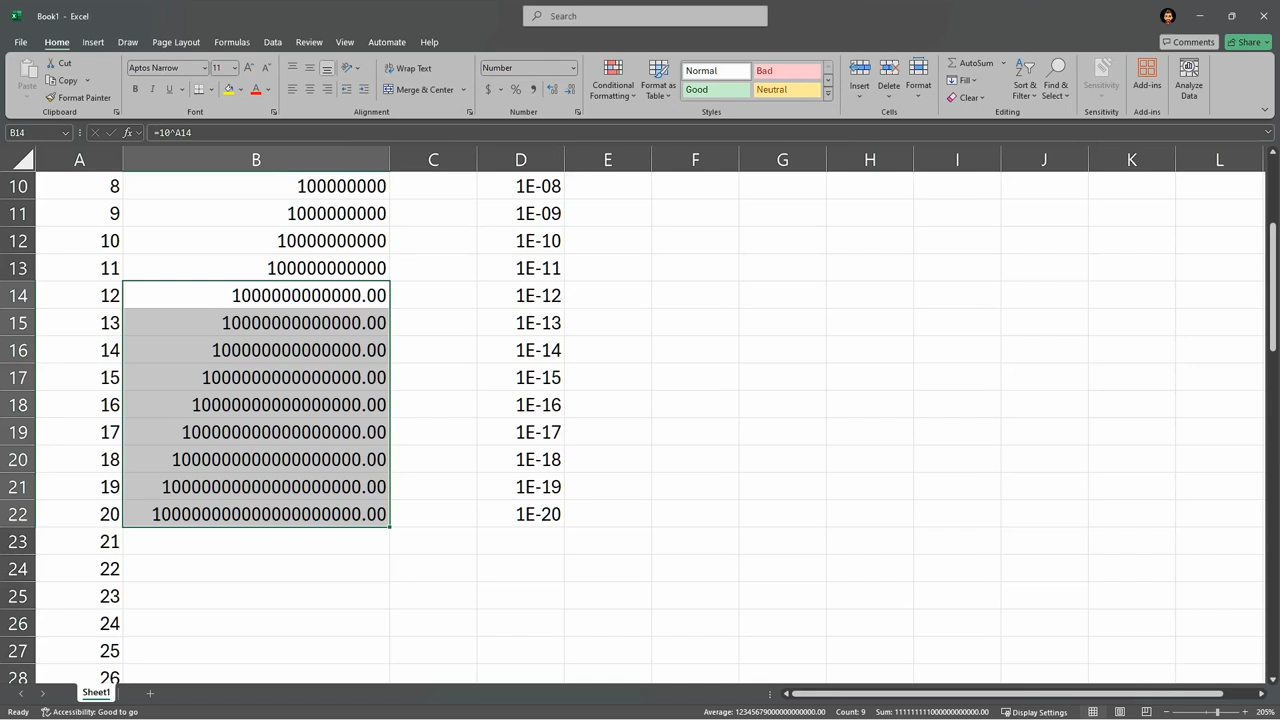 Book1 - Excel
Search
File Home Insert Draw Page Layout Formulas Data Review View Automate Help
Comments Share
Paste
Cut
Copy
Format Painter
Clipboard
Aptos Narrow 11
B I U
Font
Wrap Text
Merge & Center
Alignment
Number
$ % 9
Number
Conditional Formatting
Format as Table
Normal Bad
Good Neutral
Styles
Insert Delete Format
Cells
AutoSum
Fill
Clear
Sort & Filter
Find & Select
Editing
Sensitivity
Sensitivity
Add-ins
Add-ins
Analyze Data
B14 fx =10^A14
A B C D E F G H I J K L
10 8 100000000 1E-08
11 9 1000000000 1E-09
12 10 10000000000 1E-10
13 11 100000000000 1E-11
14 12 1000000000000.00 1E-12
15 13 10000000000000.00 1E-13
16 14 100000000000000.00 1E-14
17 15 1000000000000000.00 1E-15
18 16 10000000000000000.00 1E-16
19 17 100000000000000000.00 1E-17
20 18 1000000000000000000.00 1E-18
21 19 10000000000000000000.00 1E-19
22 20 100000000000000000000.00 1E-20
23 21
24 22
25 23
26 24
27 25
28 26
Sheet1
Ready Accessibility: Good to go Average: 12345679000000000.00 Count: 9 Sum: 111111111000000000.00 Display Settings 205%